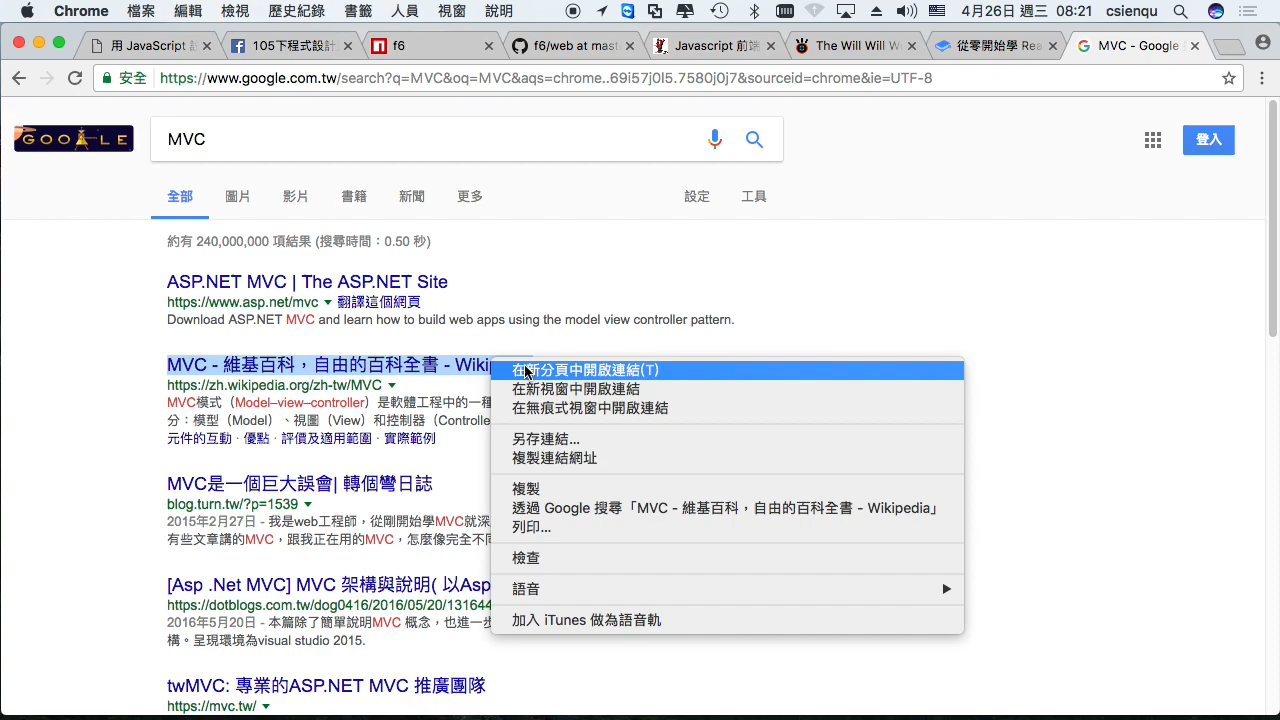 Chrome 檔案 編輯 檢視 歷史紀錄 書籤 人員 視窗 說明 4月26日 週三 08:21 csienqu
用 JavaScript 105下程式設計 f6 f6/web at mast Javascript 前端 The Will Will W 從零開始學 Rea MVC - Google
安全 https://www.google.com.tw/search?q=MVC&oq=MVC&aqs=chrome..69i57j0l5.7580j0j7&sourceid=chrome&ie=UTF-8
GOOGLE MVC 登入
全部 圖片 影片 書籍 新聞 更多 設定 工具
約有 240,000,000 項結果 (搜尋時間：0.50 秒)
ASP.NET MVC | The ASP.NET Site
https://www.asp.net/mvc 翻譯這個網頁
Download ASP.NET MVC and learn how to build web apps using the model view controller pattern.
MVC - 維基百科，自由的百科全書 - Wiki
https://zh.wikipedia.org/zh-tw/MVC
MVC模式（Model–view–controller）是軟體工程中的一種
分：模型（Model）、視圖（View）和控制器（Controlle
元件的互動 · 優點 · 評價及適用範圍 · 實際範例
MVC是一個巨大誤會| 轉個彎日誌
blog.turn.tw/?p=1539
2015年2月27日 - 我是web工程師，從剛開始學MVC就深
有些文章講的MVC，跟我正在用的MVC，怎麼像完全不同
[Asp .Net MVC] MVC 架構與說明( 以Asp
https://dotblogs.com.tw/dog0416/2016/05/20/131644
2016年5月20日 - 本篇除了簡單說明MVC 概念，也進一步
構。呈現環境為visual studio 2015.
twMVC: 專業的ASP.NET MVC 推廣團隊
https://mvc.tw/
在新分頁中開啟連結(T)
在新視窗中開啟連結
在無痕式視窗中開啟連結
另存連結...
複製連結網址
複製
透過 Google 搜尋「MVC - 維基百科，自由的百科全書 - Wikipedia」
列印...
檢查
語音
加入 iTunes 做為語音軌